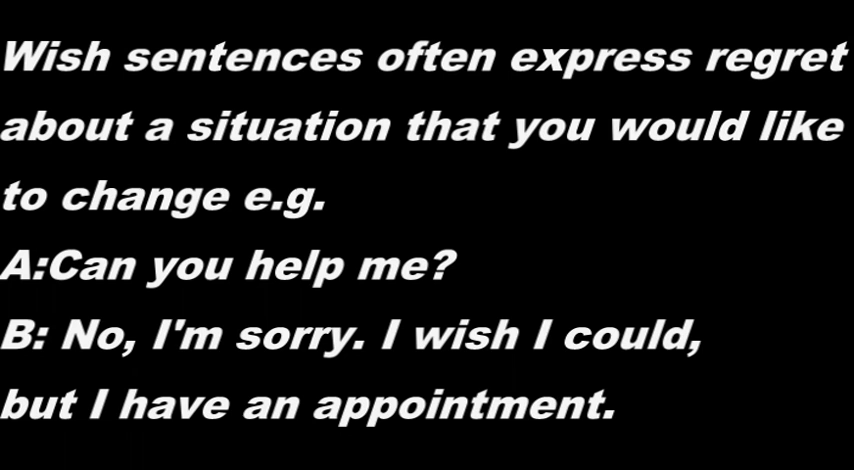 Wish sentences often express regret
about a situation that you would like
to change e.g.
A:Can you help me?
B: No, I'm sorry. I wish I could,
but I have an appointment.